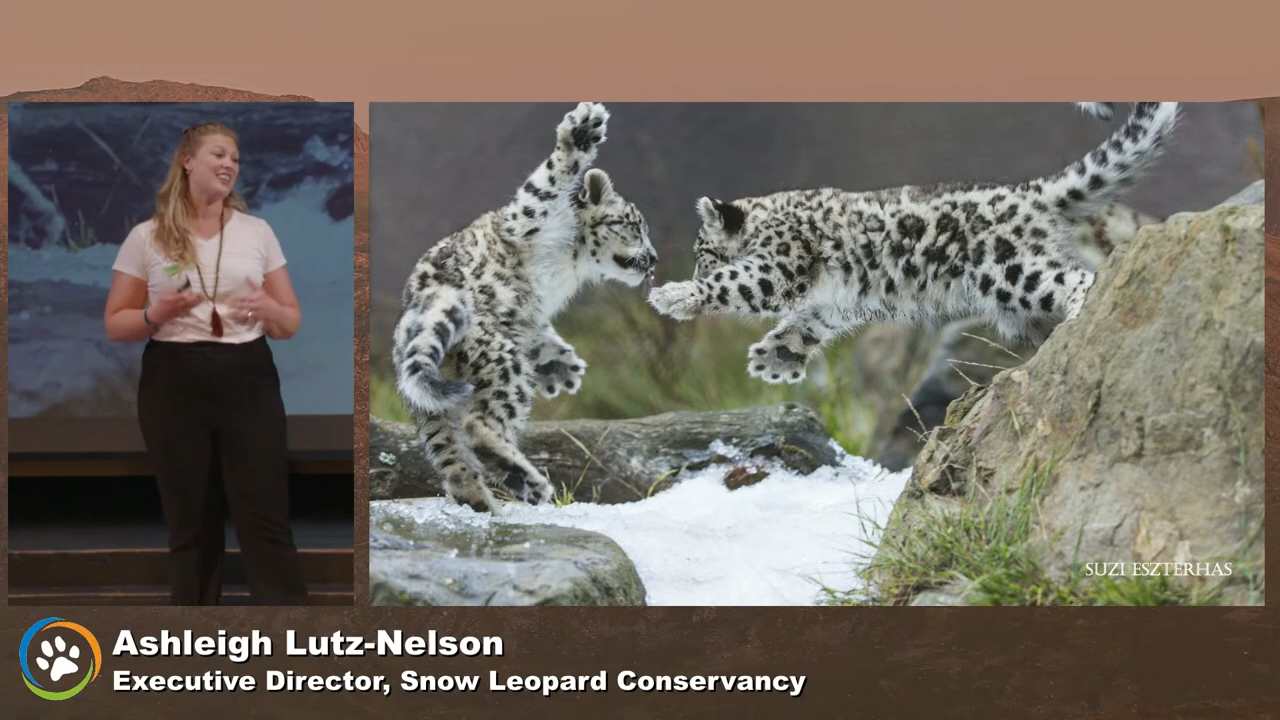 SUZI ESZTERHAS
Ashleigh Lutz-Nelson
Executive Director, Snow Leopard Conservancy